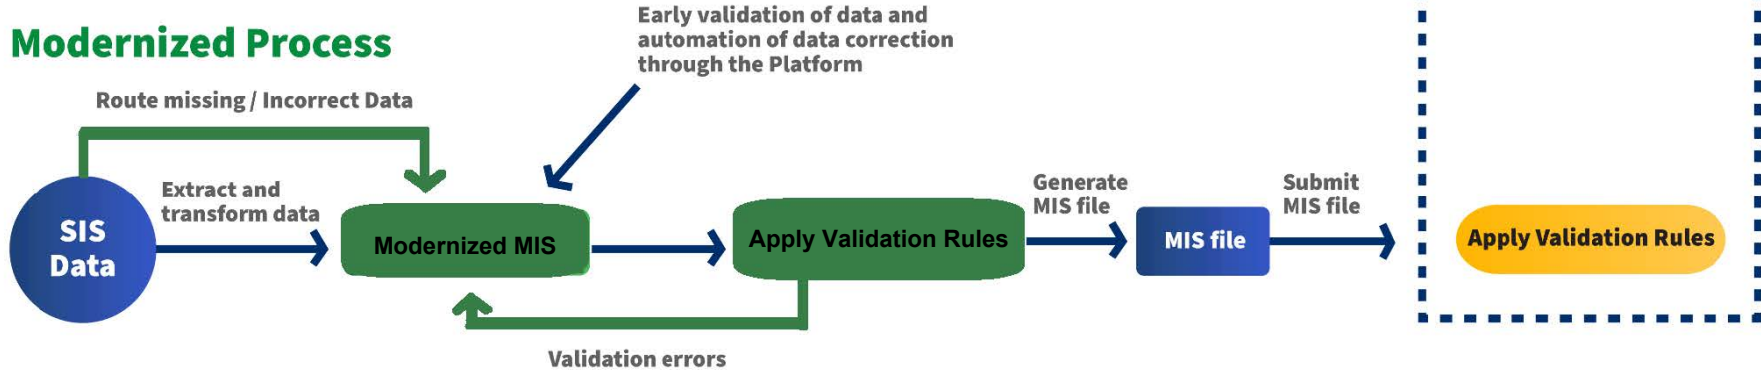 Modernized Process
Early validation of data and
automation of data correction
through the Platform
Route missing / Incorrect Data
SIS
Data
Extract and
transform data
Modernized MIS
Apply Validation Rules
Generate
MIS file
MIS file
Submit
MIS file
Apply Validation Rules
Validation errors